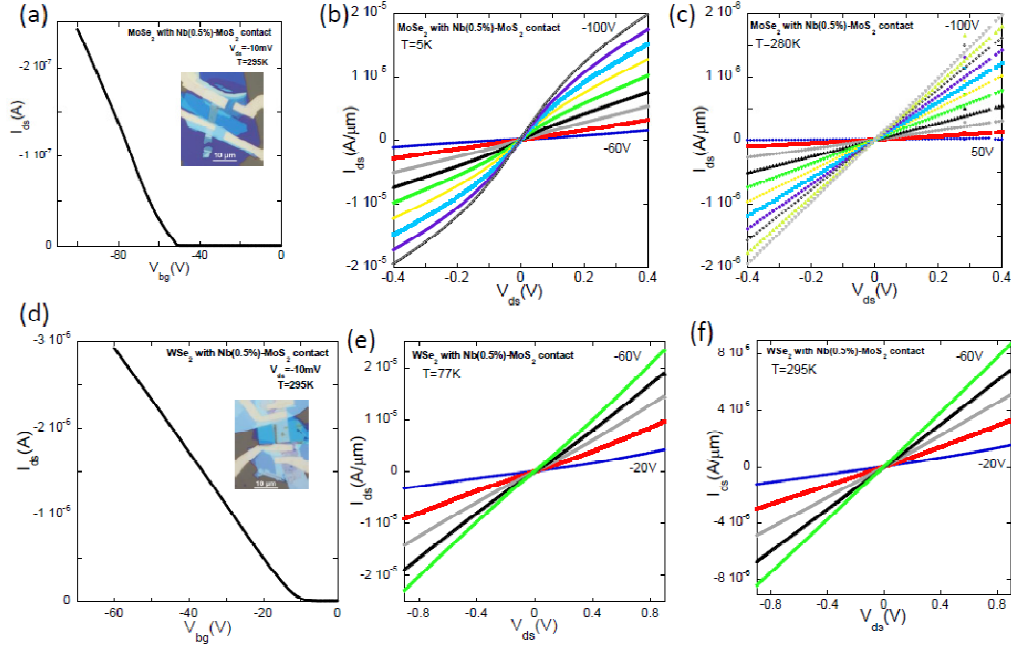 (a)
MoSe2 with Nb(0.5%)-MoS2 contact
Vds=-10mV
T=295K
10 μm
-2 10-7
-1 10-7
0
Ids(A)
-80
-40
0
Vbg(V)
(b)
MoSe2 with Nb(0.5%)-MoS2 contact
T=5K
-100V
-60V
2 10-5
1 10-5
0
-1 10-5
-2 10-5
Ids(A/μm)
-0.4
-0.2
0
0.2
0.4
Vds(V)
(c)
MoSe2 with Nb(0.5%)-MoS2 contact
T=280K
-100V
50V
2 10-6
1 10-6
0
-1 10-6
-2 10-6
Ids(A/μm)
-0.4
-0.2
0
0.2
0.4
Vds(V)
(d)
WSe2 with Nb(0.5%)-MoS2 contact
Vds=-10mV
T=295K
10 μm
-3 10-6
-2 10-6
-1 10-6
0
Ids(A)
-60
-40
-20
0
Vbg(V)
(e)
WSe2 with Nb(0.5%)-MoS2 contact
T=77K
-60V
-20V
2 10-5
1 10-5
0
-1 10-5
-2 10-5
Ids(A/μm)
-0.8
-0.4
0
0.4
0.8
Vds(V)
(f)
WSe2 with Nb(0.5%)-MoS2 contact
T=295K
-60V
-20V
8 10-6
4 10-6
0
-4 10-6
-8 10-6
Ids(A/μm)
-0.8
-0.4
0
0.4
0.8
Vds(V)